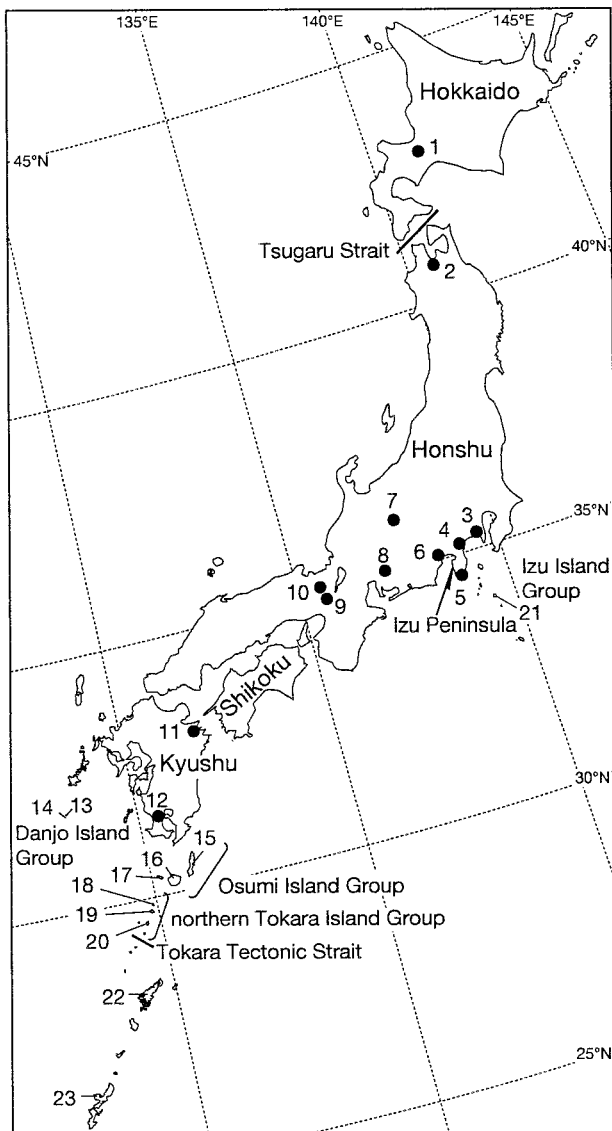 135°E
140°E
145°E
Hokkaido
1
45°N
Tsugaru Strait
40°N
2
Honshu
7
3
35°N
4
6
8
Izu Island
Group
10
5
9
21
Izu Peninsula
Shikoku
11
Kyushu
30°N
14
13
12
Danjo Island
Group
15
16
17
Osumi Island Group
18
19
northern Tokara Island Group
20
Tokara Tectonic Strait
22
25°N
23